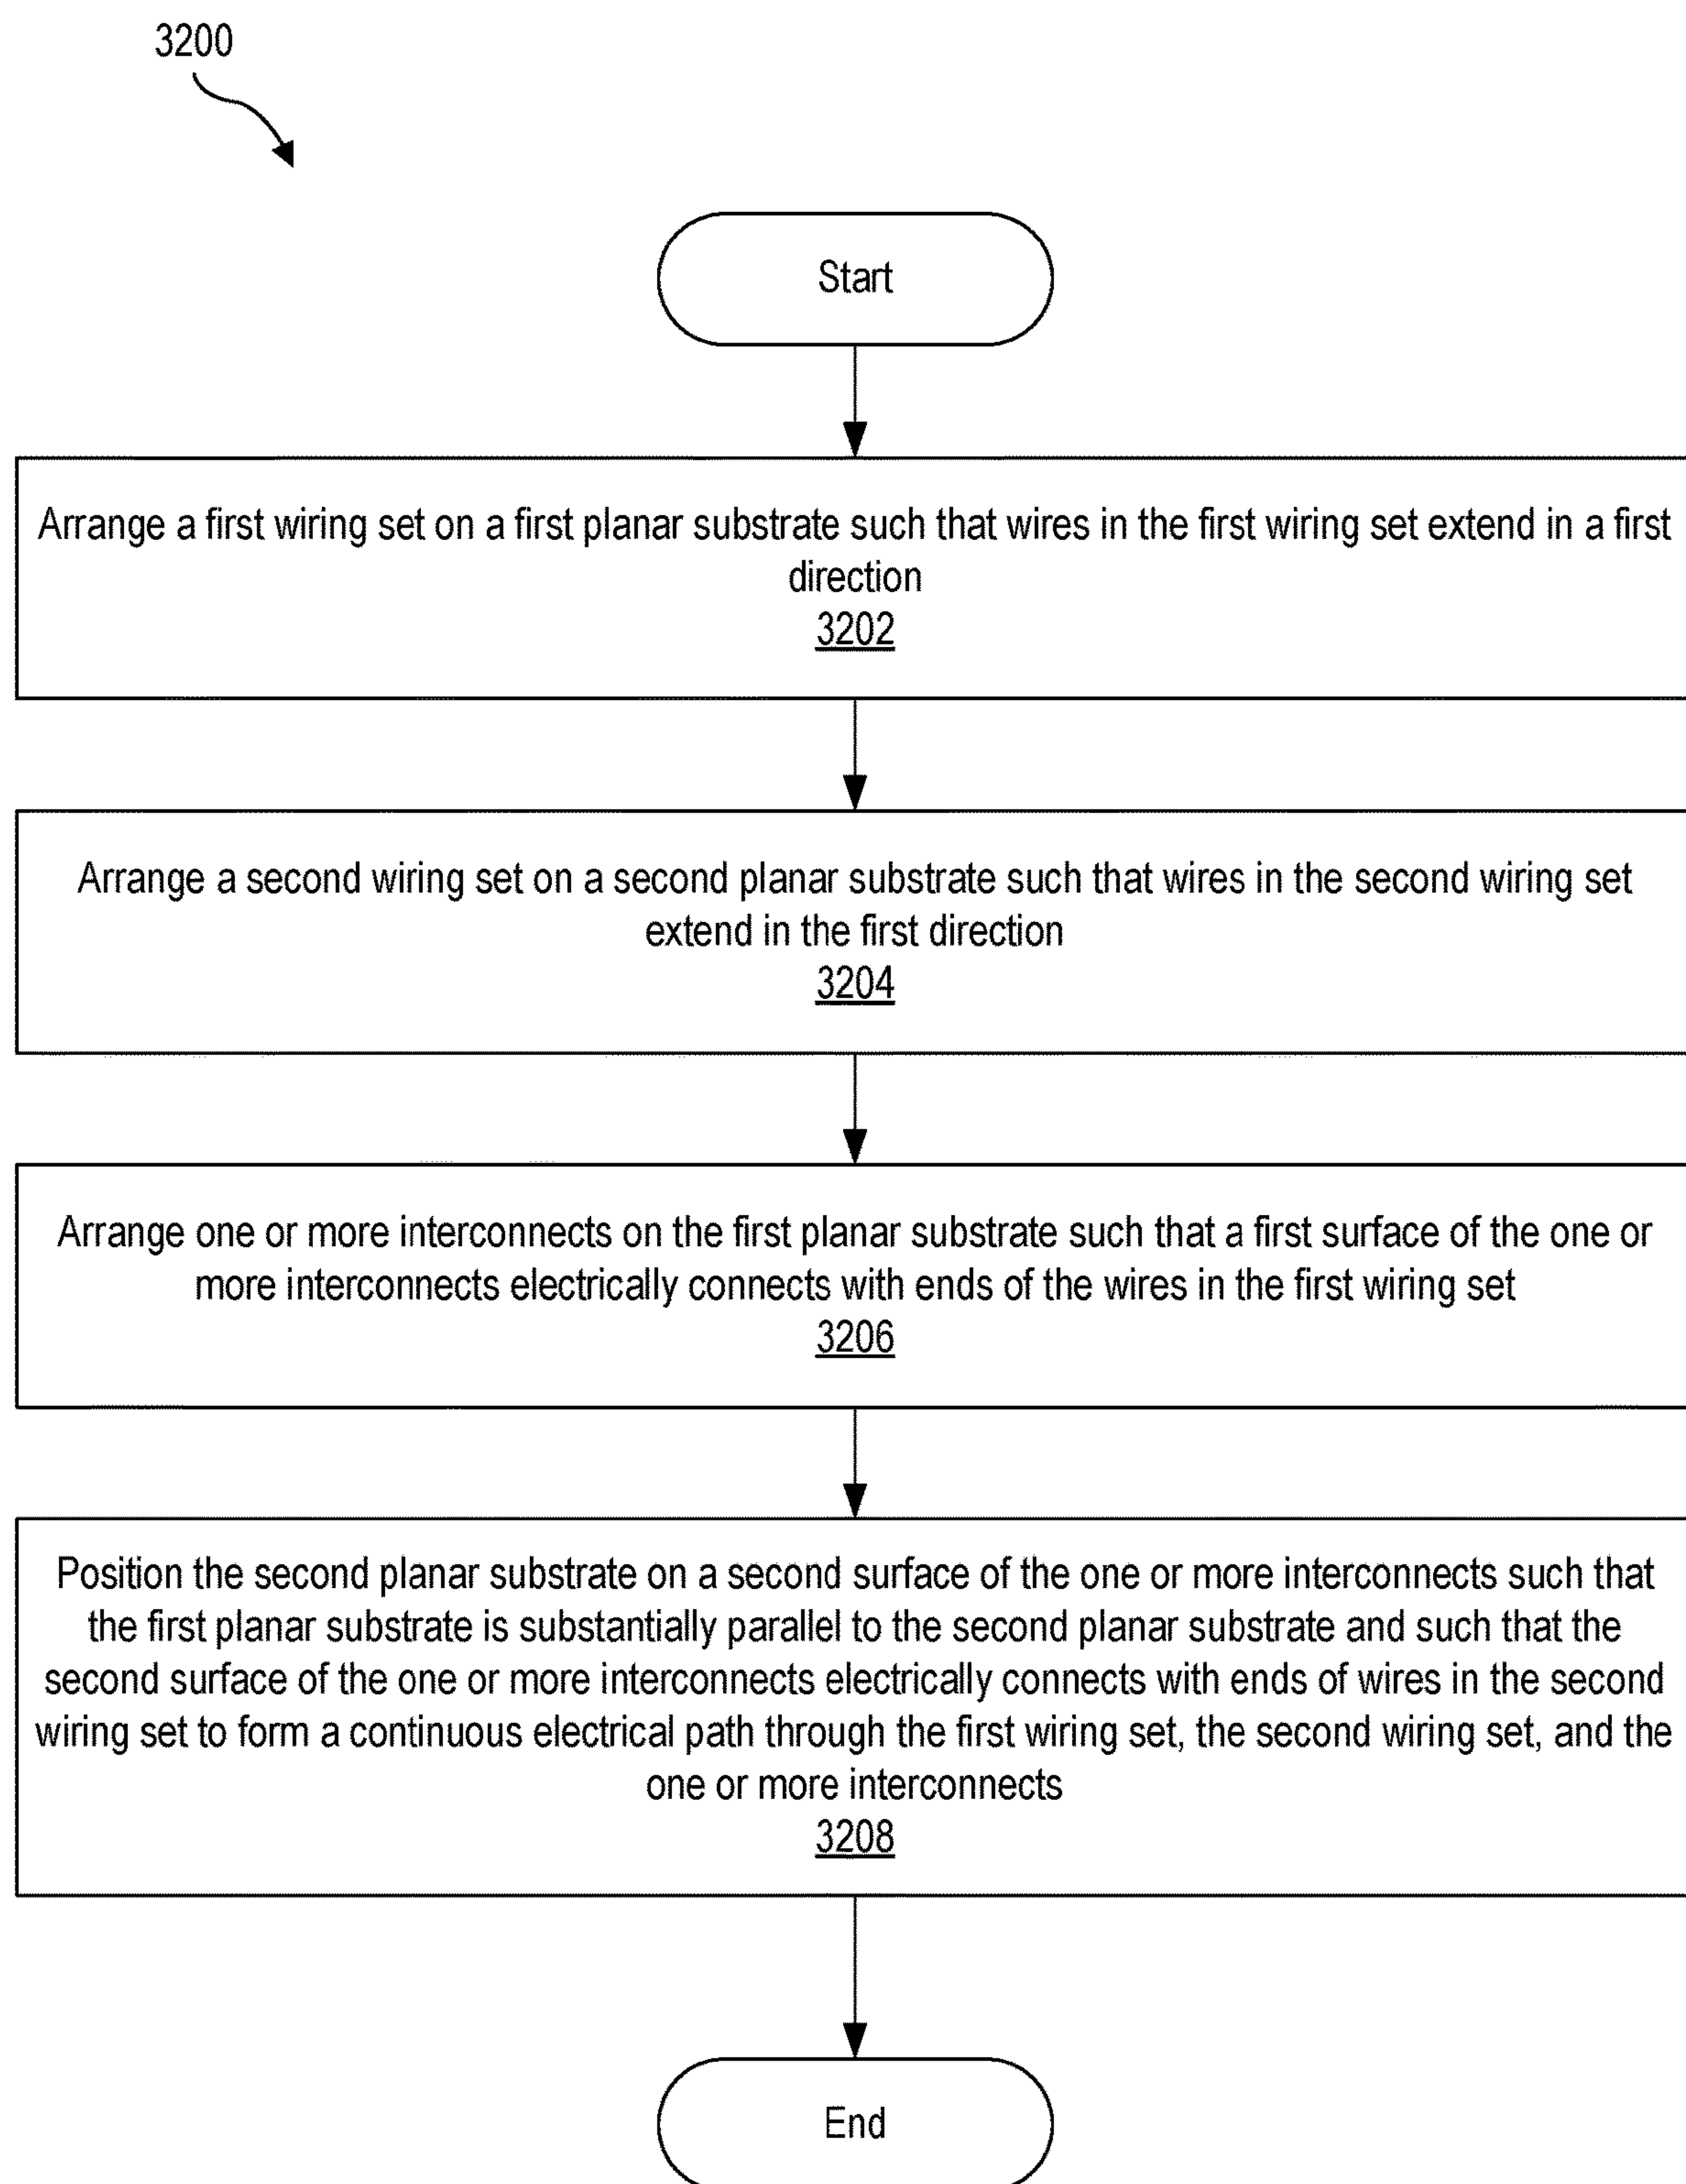 3200
Start
Arrange a first wiring set on a first planar substrate such that wires in the first wiring set extend in a first
direction
3202
Arrange a second wiring set on a second planar substrate such that wires in the second wiring set
extend in the first direction
3204
Arrange one or more interconnects on the first planar substrate such that a first surface of the one or
more interconnects electrically connects with ends of the wires in the first wiring set
3206
Position the second planar substrate on a second surface of the one or more interconnects such that
the first planar substrate is substantially parallel to the second planar substrate and such that the
second surface of the one or more interconnects electrically connects with ends of wires in the second
wiring set to form a continuous electrical path through the first wiring set, the second wiring set, and the
one or more interconnects
3208
End